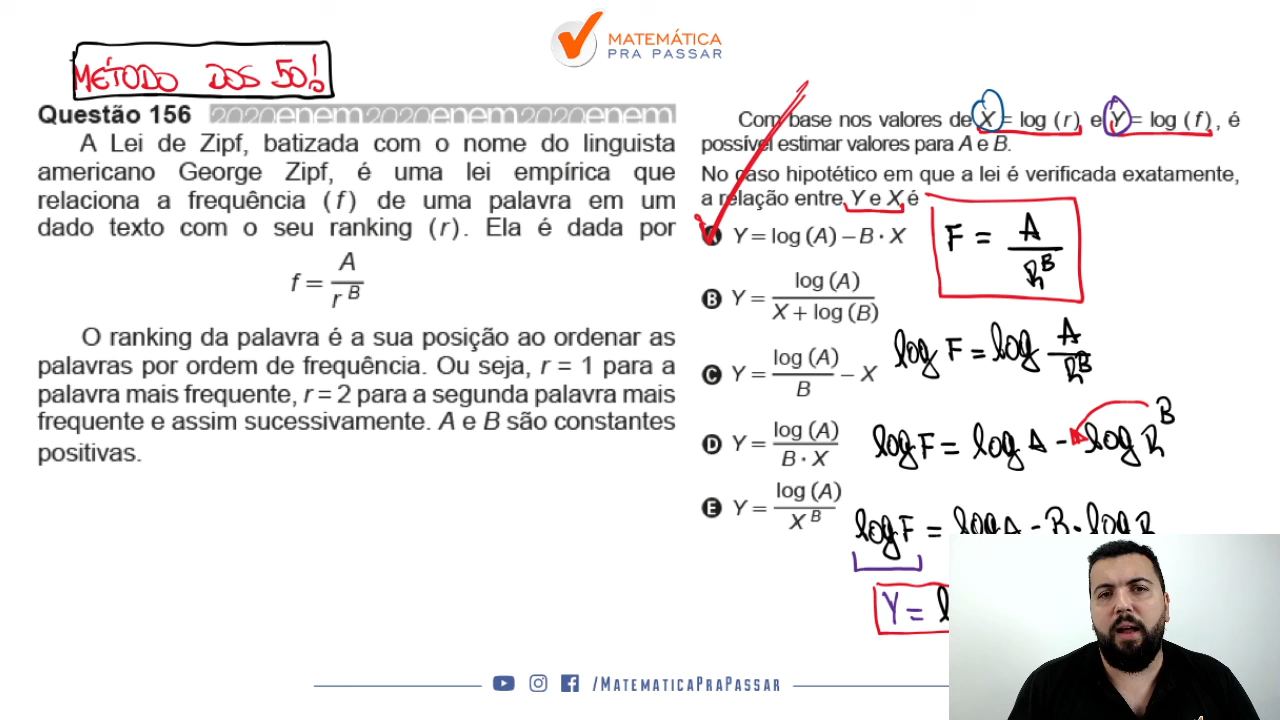 MÉTODO DOS 50!
MATEMÁTICA
PRA PASSAR
Questão 156 2020enem2020enem2020enem
A Lei de Zipf, batizada com o nome do linguista
americano George Zipf, é uma lei empírica que
relaciona a frequência (f) de uma palavra em um
dado texto com o seu ranking (r). Ela é dada por
f = A / r^B
O ranking da palavra é a sua posição ao ordenar as
palavras por ordem de frequência. Ou seja, r = 1 para a
palavra mais frequente, r = 2 para a segunda palavra mais
frequente e assim sucessivamente. A e B são constantes
positivas.
Com base nos valores de X = log (r) e Y = log (f), é
possível estimar valores para A e B.
No caso hipotético em que a lei é verificada exatamente,
a relação entre Y e X é
A Y = log (A) – B · X
B Y = log (A) / X + log (B)
C Y = log (A) / B – X
D Y = log (A) / B · X
E Y = log (A) / X^B
F = A / R^B
log F = log A / R^B
log F = log A - log R^B
log F = log A - B · log R
Y =
/MATEMATICAPRAPASSAR